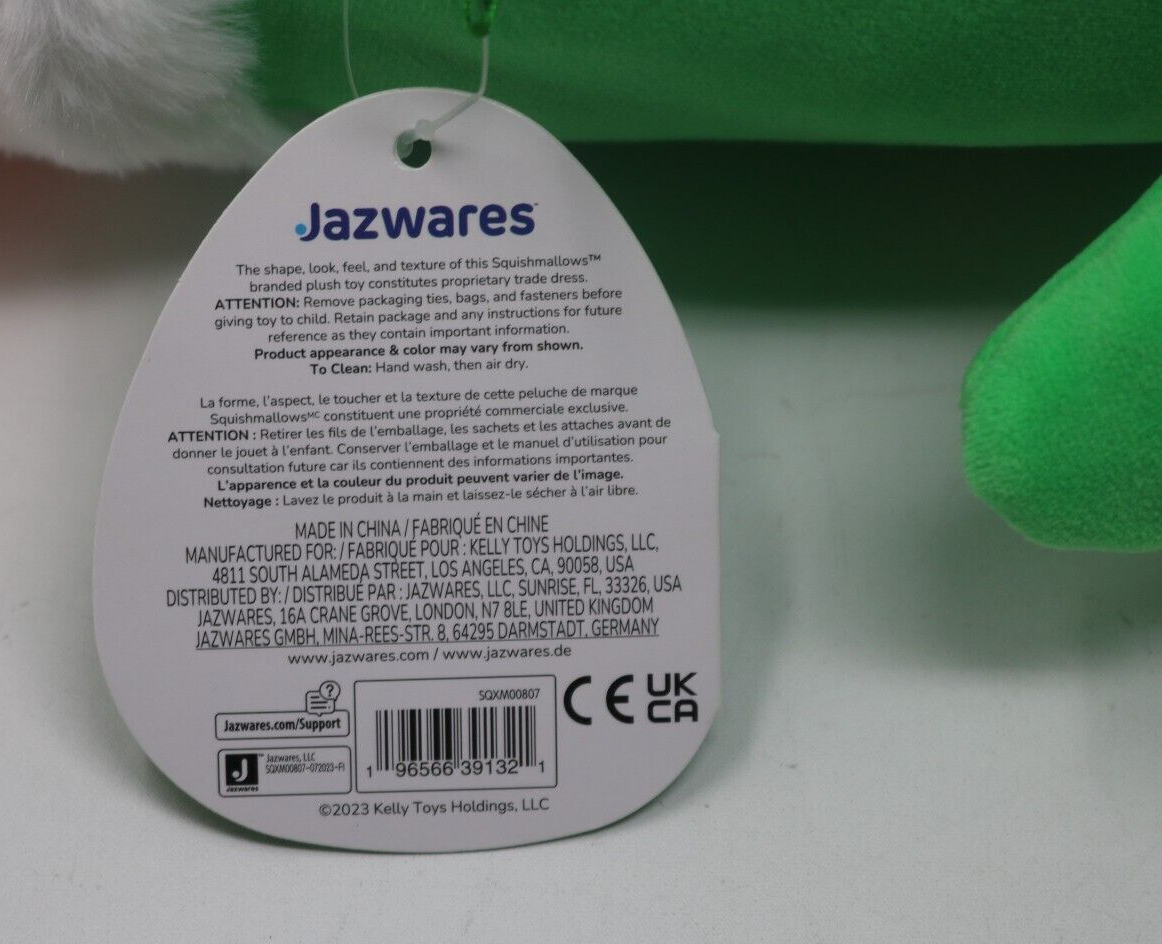 Jazwares™
The shape, look, feel, and texture of this Squishmallows™
branded plush toy constitutes proprietary trade dress.
ATTENTION: Remove packaging ties, bags, and fasteners before
giving toy to child. Retain package and any instructions for future
reference as they contain important information.
Product appearance & color may vary from shown.
To Clean: Hand wash, then air dry.
La forme, l'aspect, le toucher et la texture de cette peluche de marque
Squishmallowsᴹᶜ constituent une propriété commerciale exclusive.
ATTENTION : Retirer les fils de l'emballage, les sachets et les attaches avant de
donner le jouet à l'enfant. Conserver l'emballage et le manuel d'utilisation pour
consultation future car ils contiennent des informations importantes.
L'apparence et la couleur du produit peuvent varier de l'image.
Nettoyage : Lavez le produit à la main et laissez-le sécher à l'air libre.
MADE IN CHINA / FABRIQUÉ EN CHINE
MANUFACTURED FOR: / FABRIQUÉ POUR : KELLY TOYS HOLDINGS, LLC,
4811 SOUTH ALAMEDA STREET, LOS ANGELES, CA, 90058, USA
DISTRIBUTED BY: / DISTRIBUÉ PAR : JAZWARES, LLC, SUNRISE, FL, 33326, USA
JAZWARES, 16A CRANE GROVE, LONDON, N7 8LE, UNITED KINGDOM
JAZWARES GMBH, MINA-REES-STR. 8, 64295 DARMSTADT, GERMANY
www.jazwares.com / www.jazwares.de
?
Jazwares.com/Support
J™
Jazwares
Jazwares, LLC
SQXM00807-072023-FI
SQXM00807
1 96566 39132 1
CE UK
CA
©2023 Kelly Toys Holdings, LLC